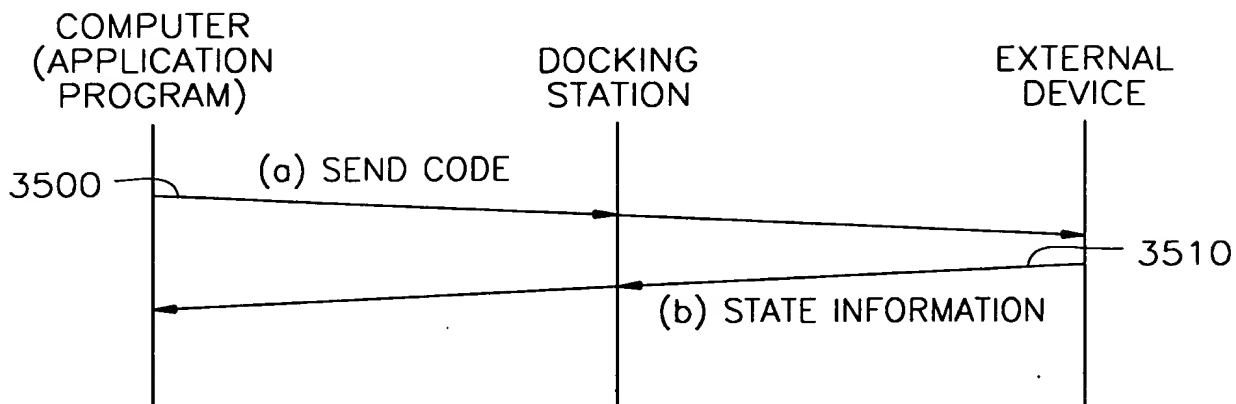 COMPUTER
(APPLICATION
PROGRAM)
DOCKING
STATION
EXTERNAL
DEVICE
3500
(a) SEND CODE
3510
(b) STATE INFORMATION